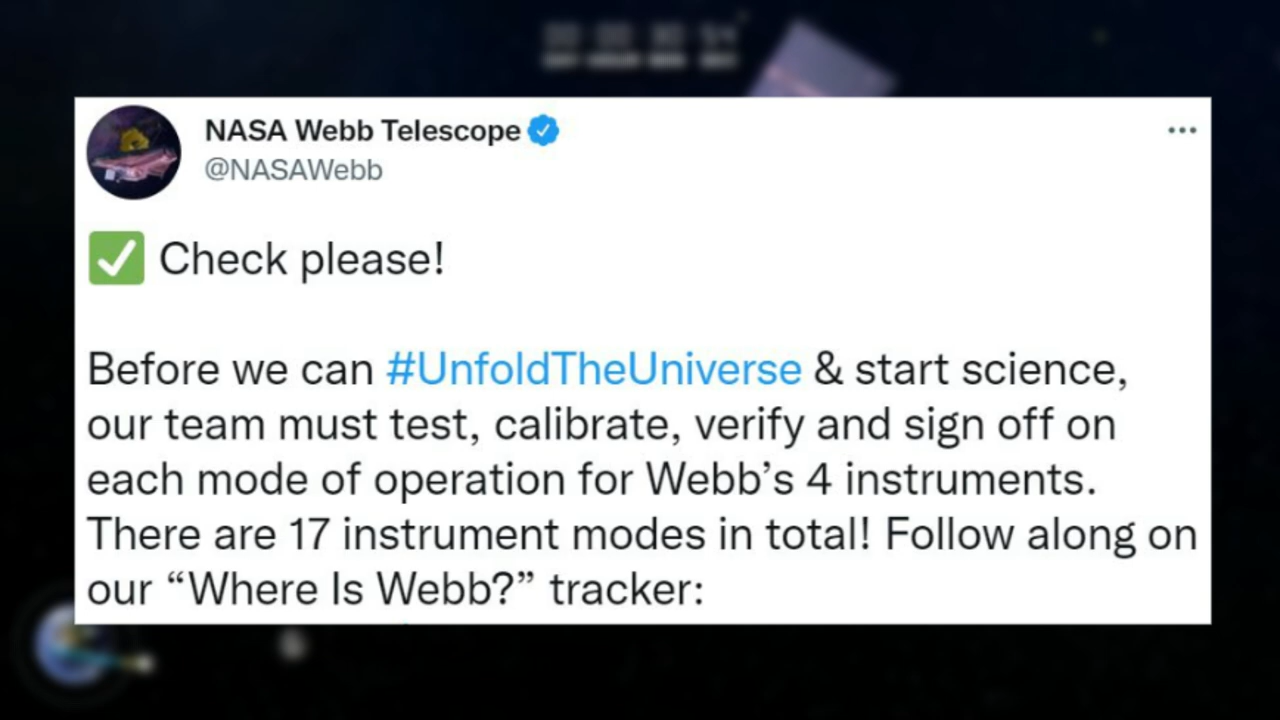 NASA Webb Telescope
@NASAWebb
✅ Check please!
Before we can #UnfoldTheUniverse & start science,
our team must test, calibrate, verify and sign off on
each mode of operation for Webb’s 4 instruments.
There are 17 instrument modes in total! Follow along on
our “Where Is Webb?” tracker: